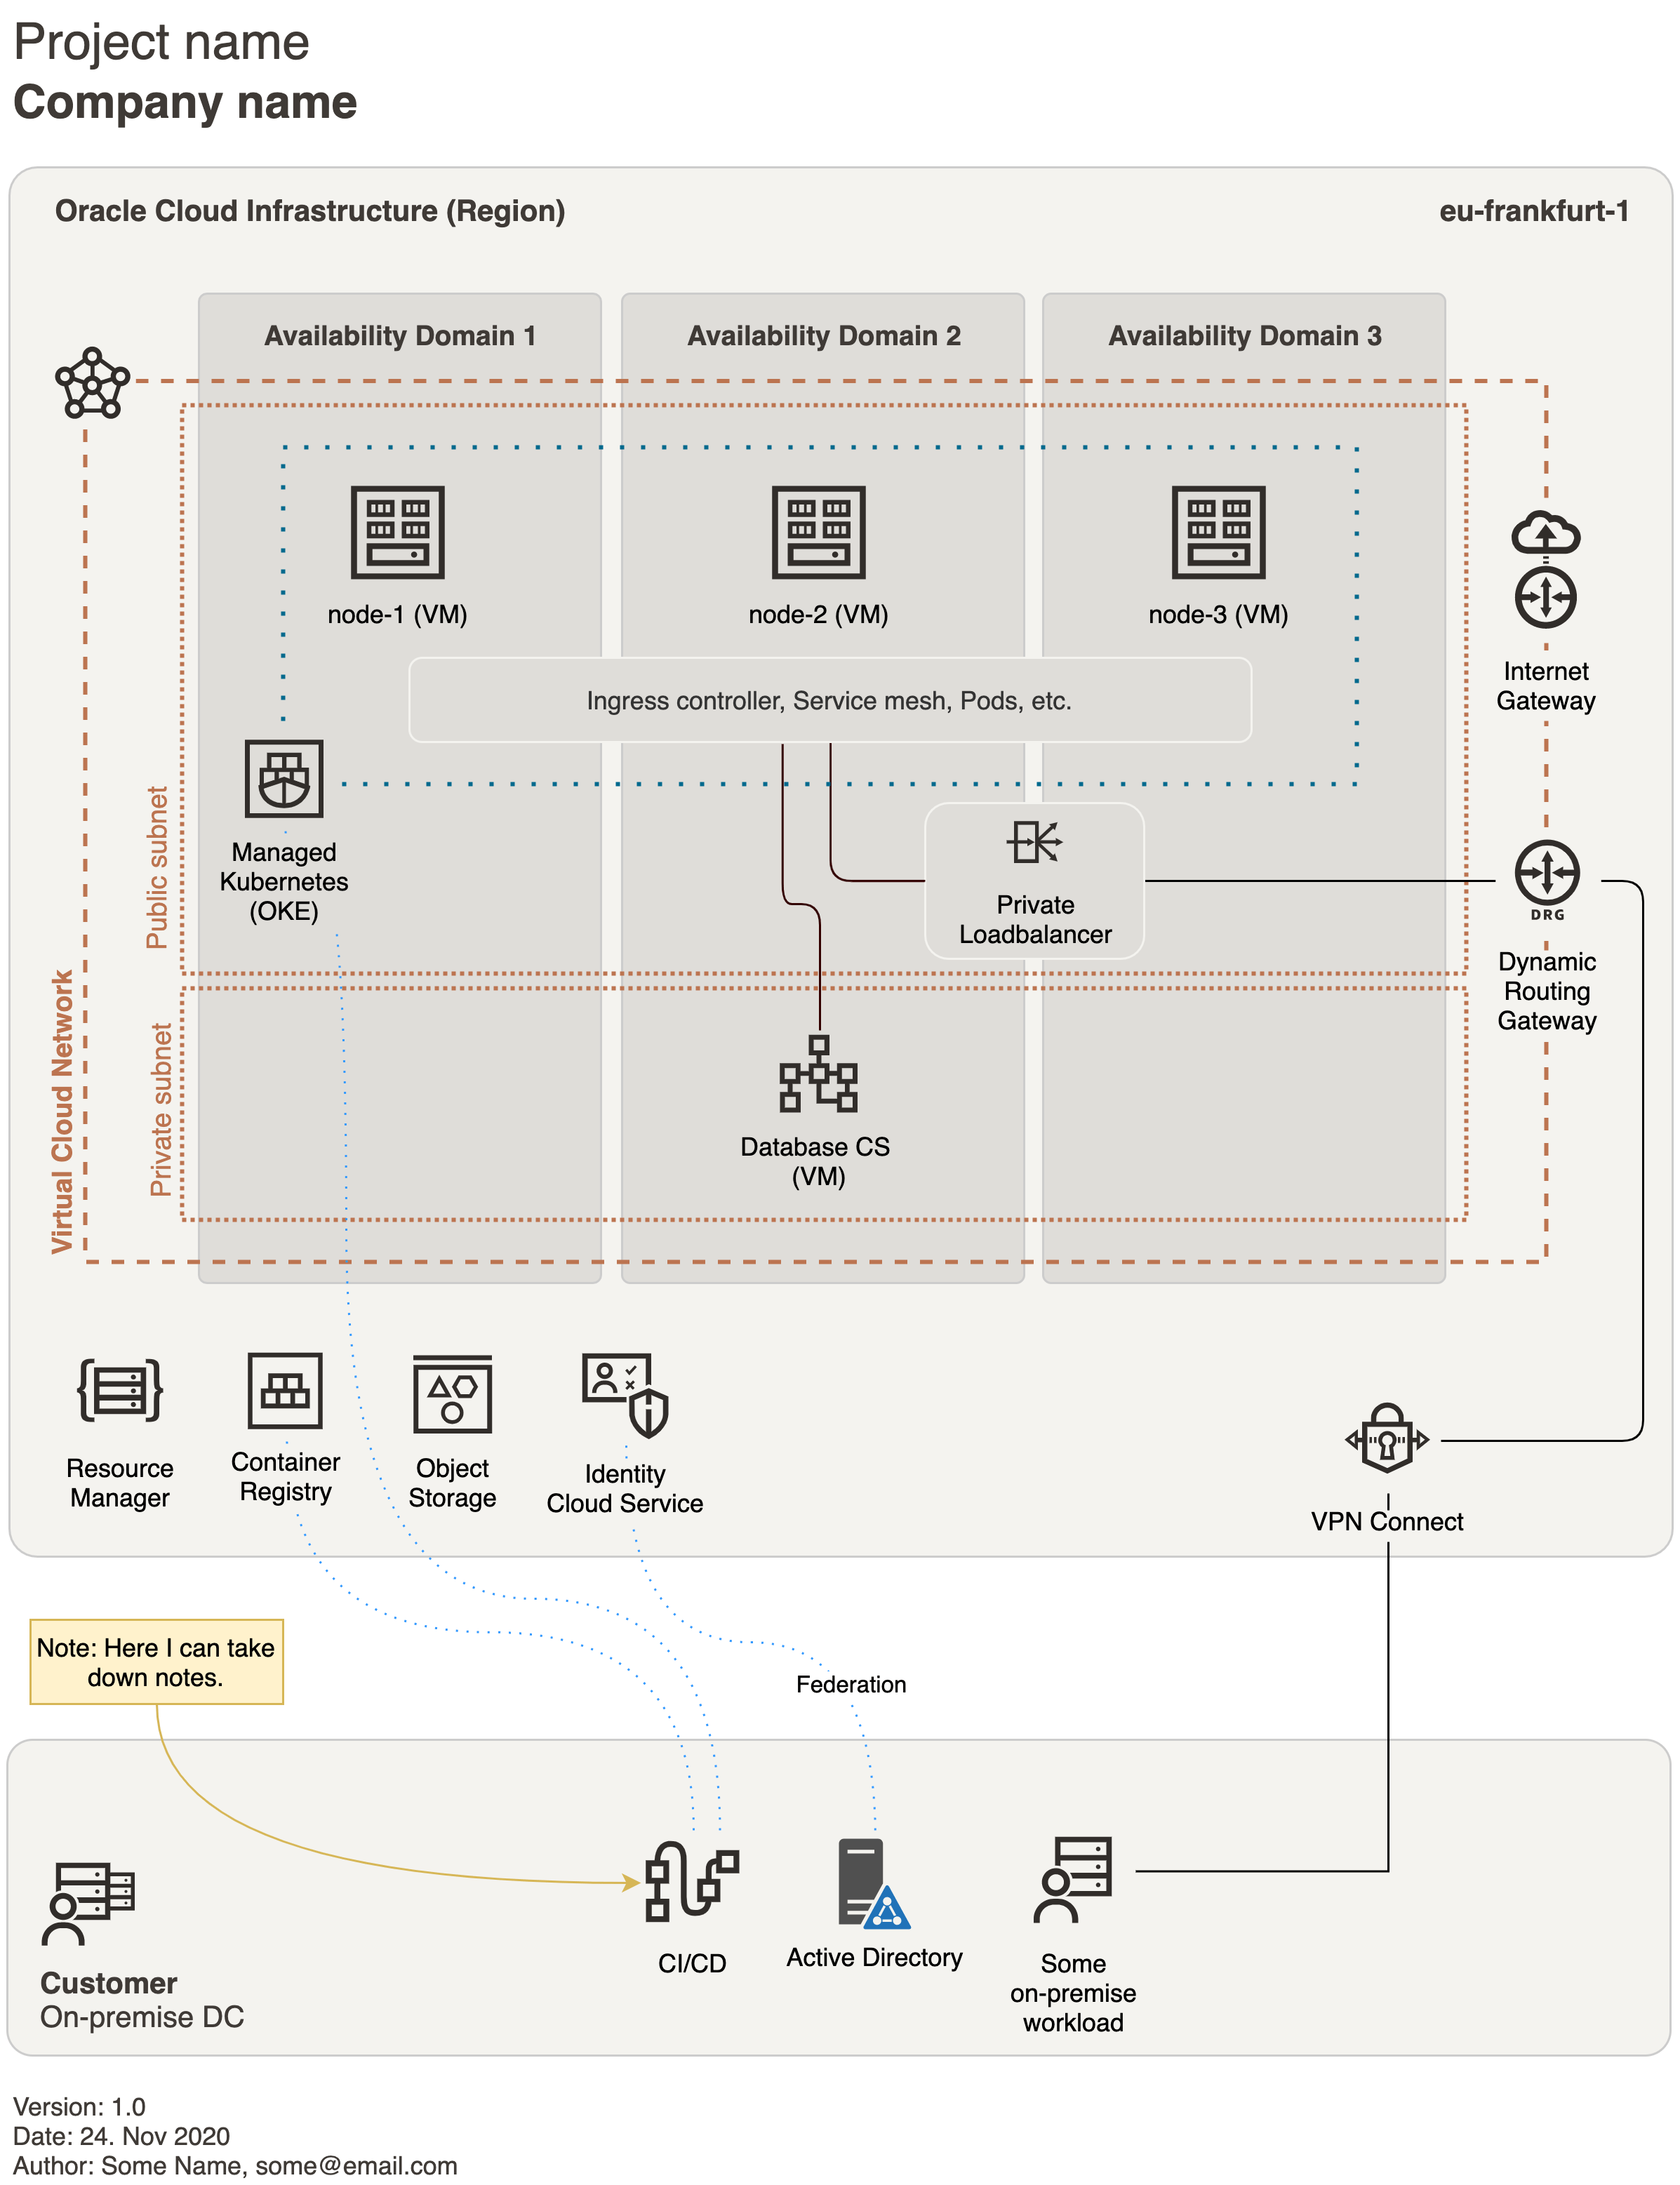 Project name
Company name
Oracle Cloud Infrastructure (Region)
eu-frankfurt-1
Availability Domain 1
Availability Domain 2
Availability Domain 3
node-1 (VM)
node-2 (VM)
node-3 (VM)
Internet
Gateway
Ingress controller, Service mesh, Pods, etc.
Public subnet
Managed
Kubernetes
(OKE)
Private
Loadbalancer
DRG
Dynamic
Routing
Gateway
Virtual Cloud Network
Private subnet
Database CS
(VM)
Resource
Manager
Container
Registry
Object
Storage
Identity
Cloud Service
VPN Connect
Note: Here I can take
down notes.
Federation
Customer
On-premise DC
CI/CD
Active Directory
Some
on-premise
workload
Version: 1.0
Date: 24. Nov 2020
Author: Some Name, some@email.com